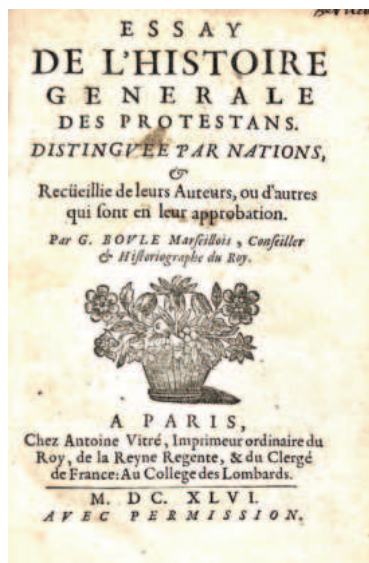 ESSAY
DE L'HISTOIRE
GENERALE
DES PROTESTANS.
DISTINGVEE PAR NATIONS,
&
Recüeillie de leurs Auteurs, ou d'autres
qui sont en leur approbation.
Par G. BOVLE Marseillois, Conseiller
& Historiographe du Roy.
A PARIS,
Chez Antoine Vitré, Imprimeur ordinaire du
Roy, de la Reyne Regente, & du Clergé
de France: Au College des Lombards.
M. DC. XLVI.
AVEC PERMISSION.